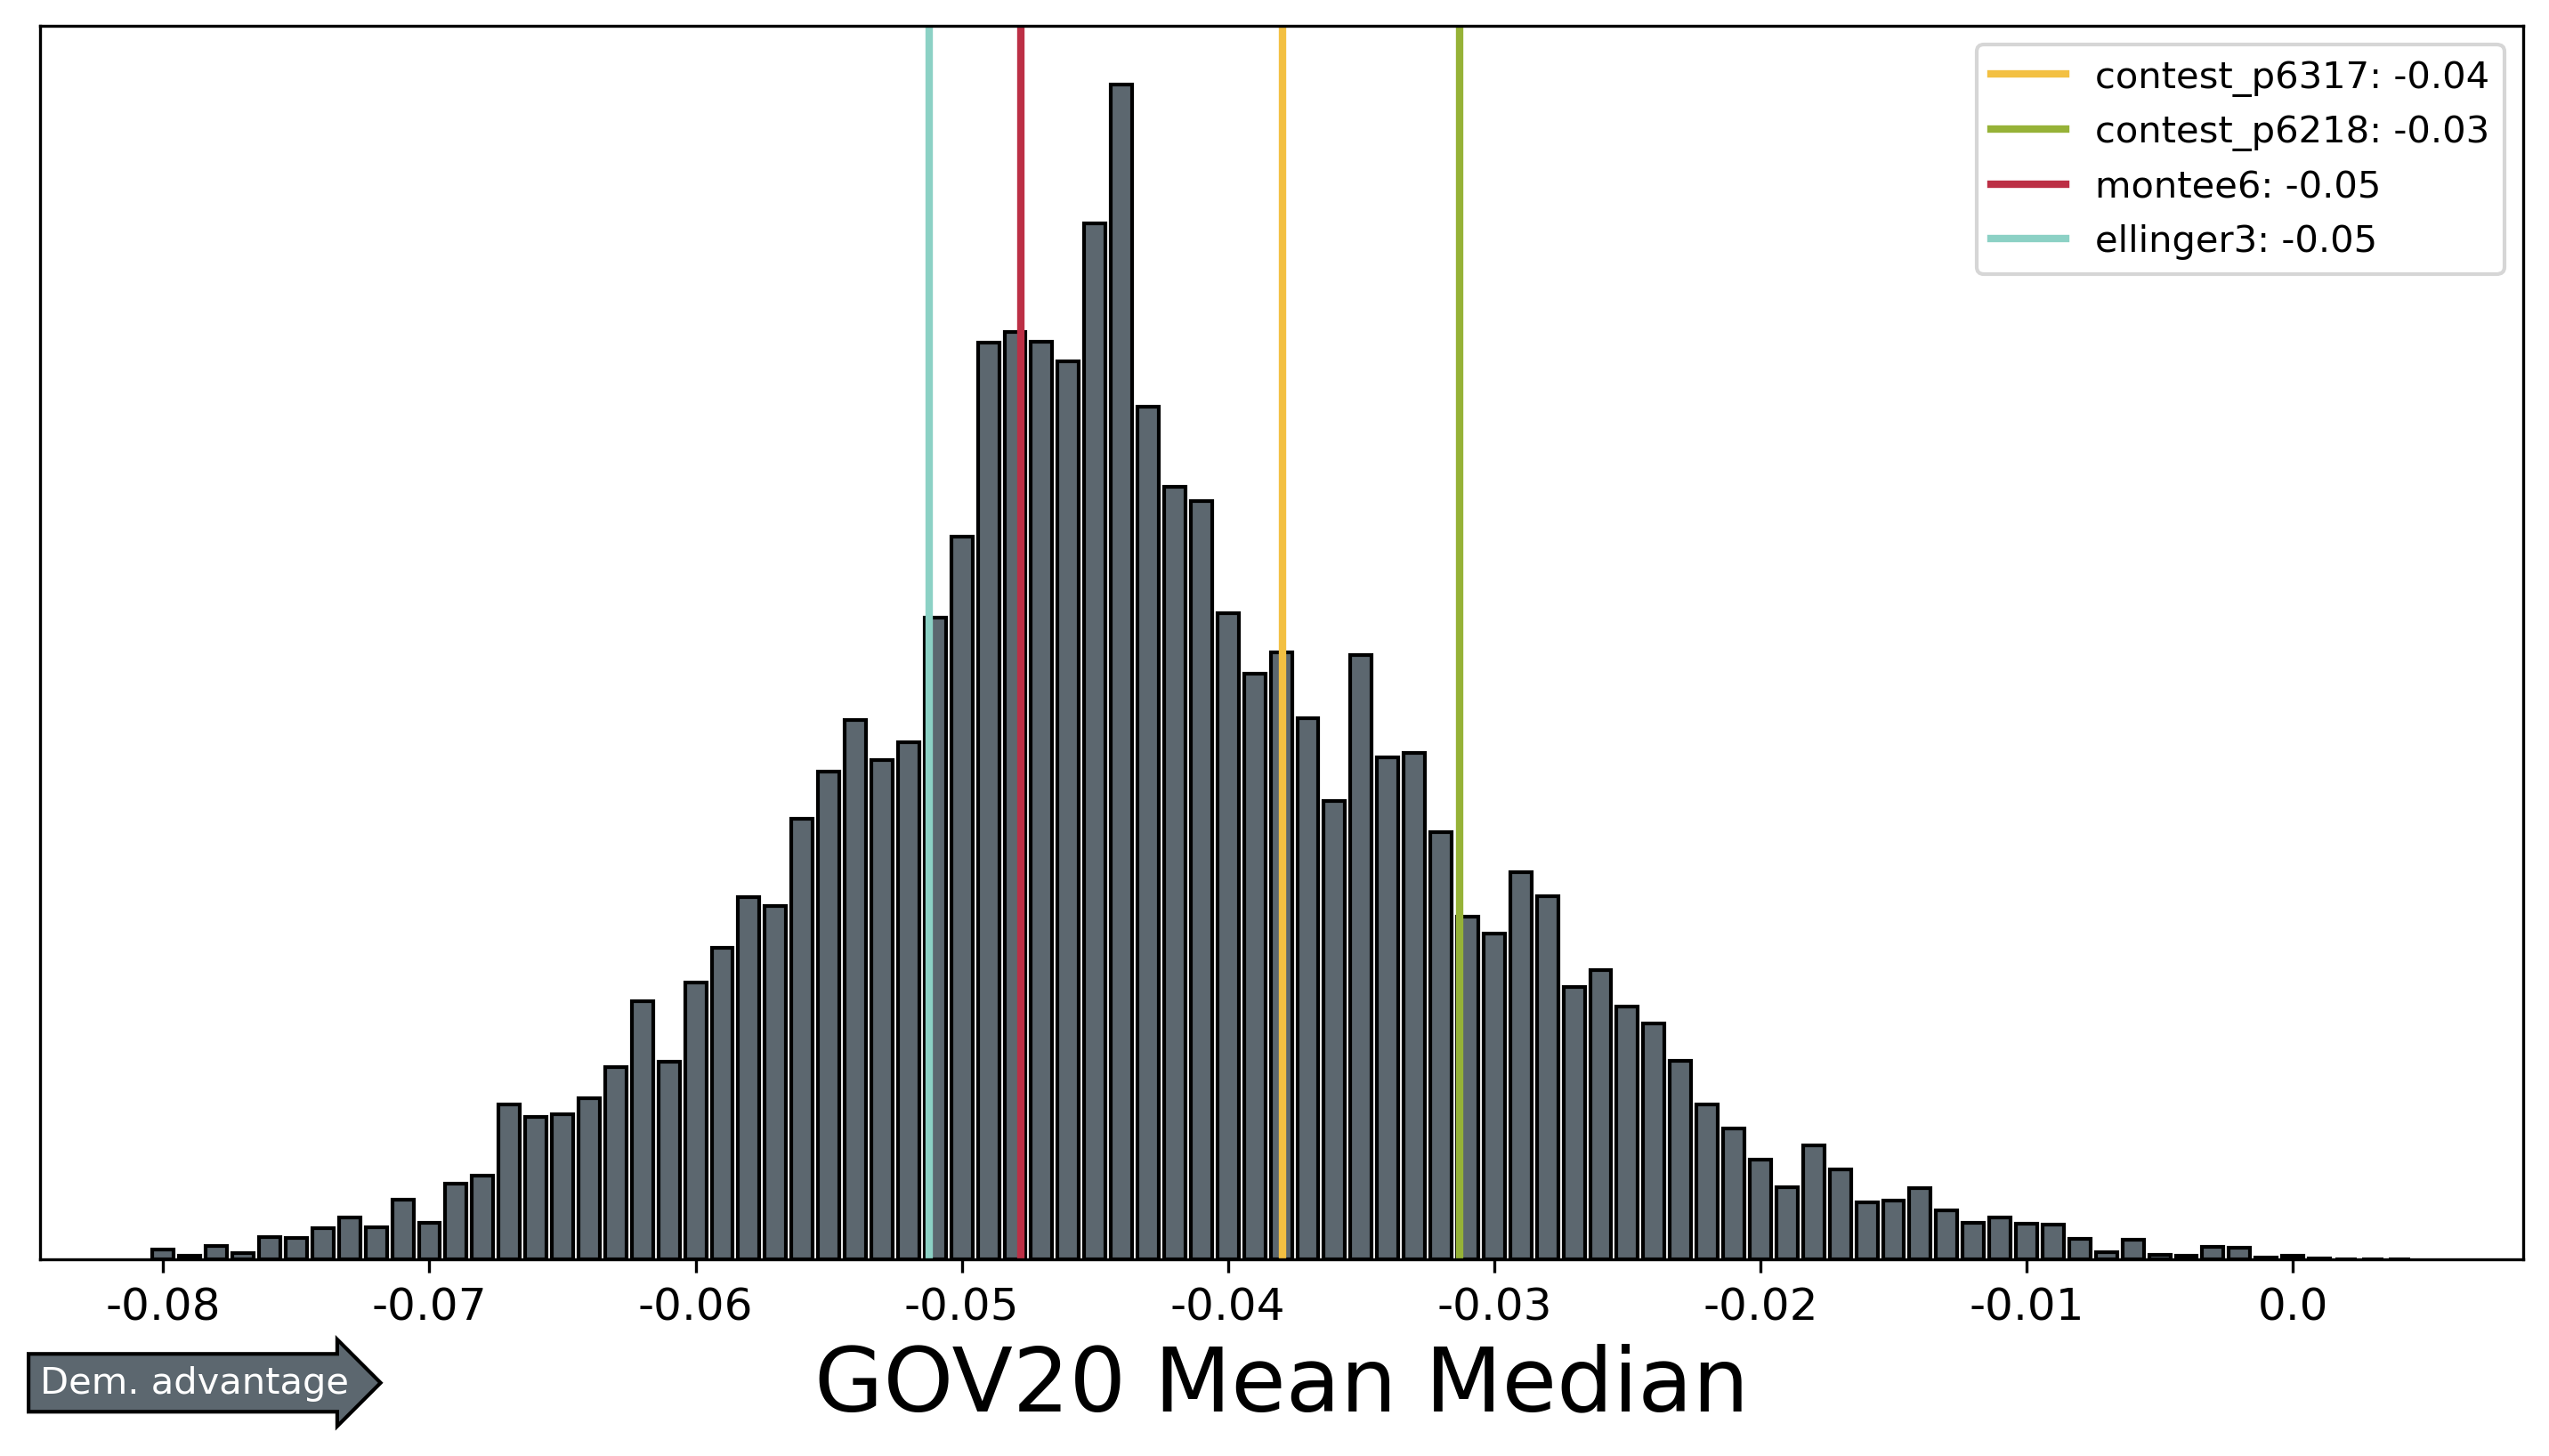 contest_p6317: -0.04
contest_p6218: -0.03
montee6: -0.05
ellinger3: -0.05
-0.08 -0.07 -0.06 -0.05 -0.04 -0.03 -0.02 -0.01 0.0
Dem. advantage
GOV20 Mean Median